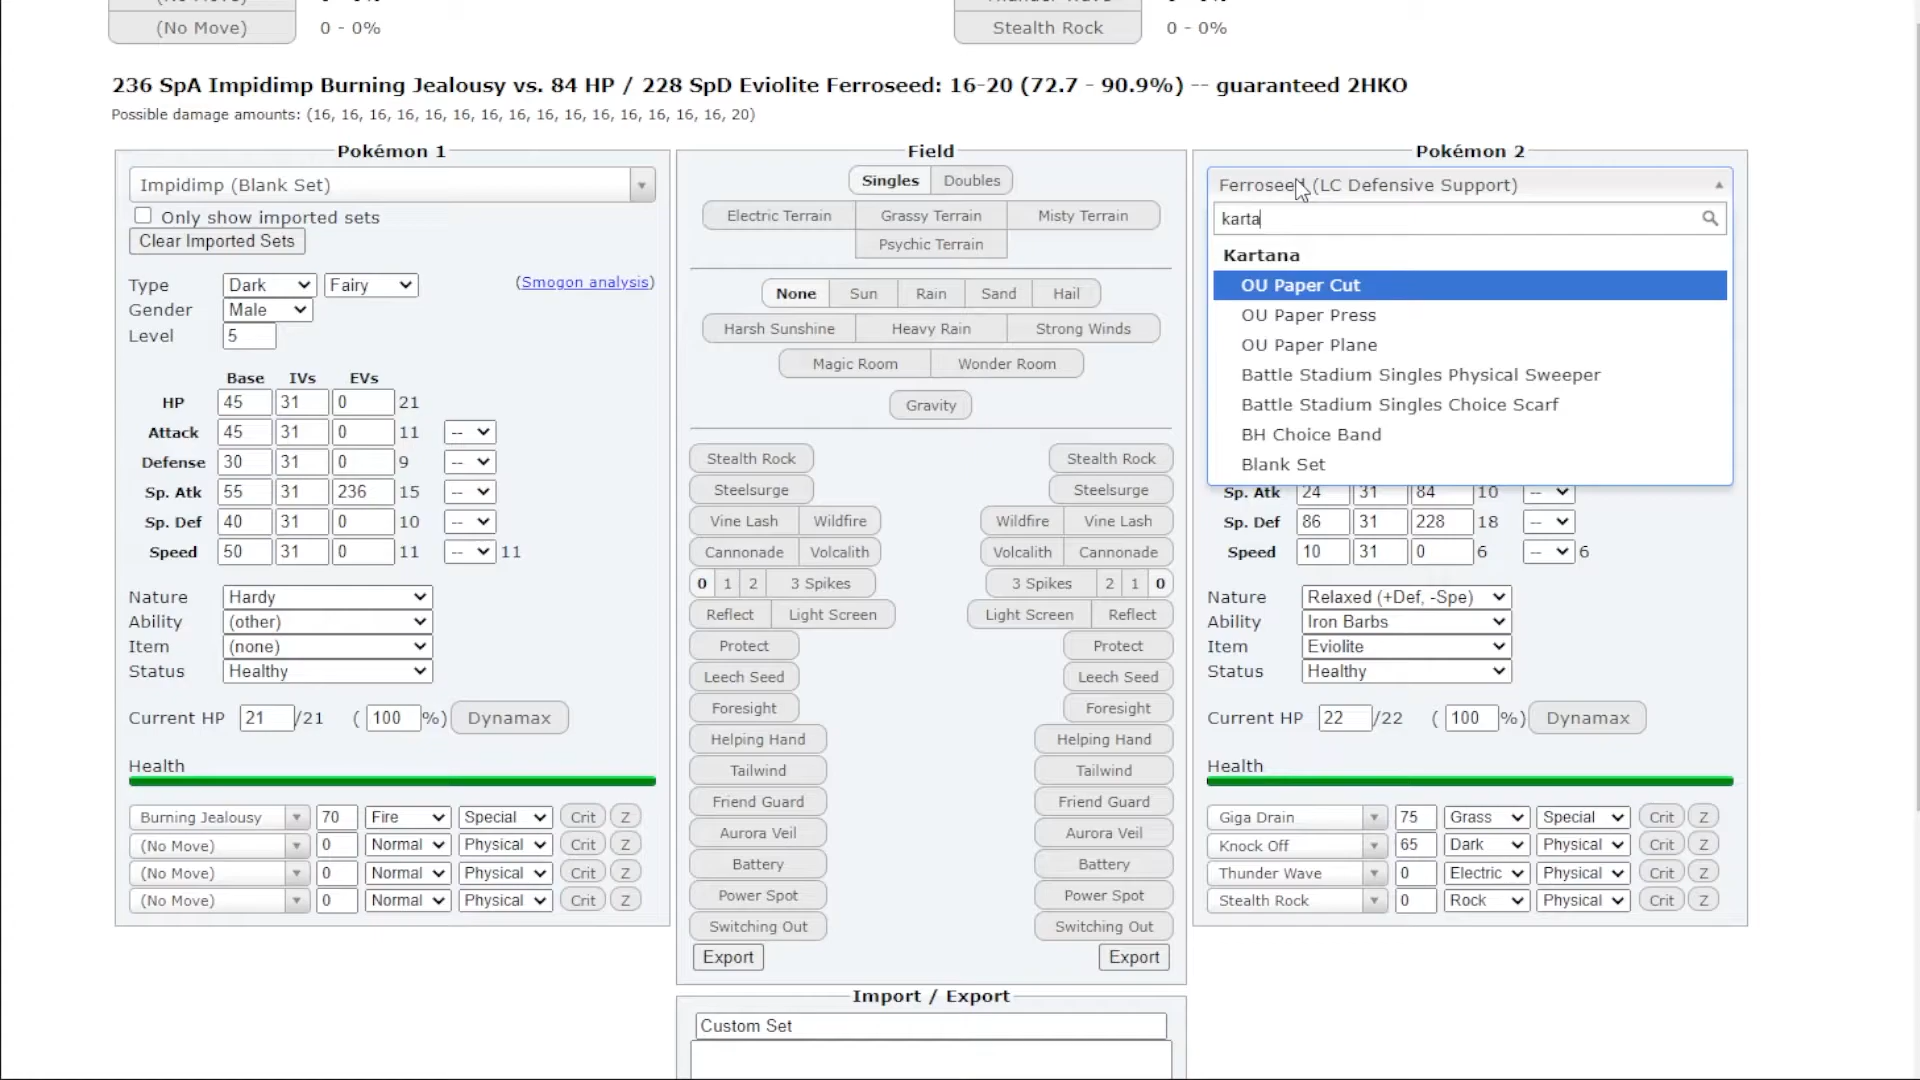 (No Move) 0 - 0% Thunder Wave 0 - 0%
(No Move) 0 - 0% Stealth Rock 0 - 0%
236 SpA Impidimp Burning Jealousy vs. 84 HP / 228 SpD Eviolite Ferroseed: 16-20 (72.7 - 90.9%) -- guaranteed 2HKO
Possible damage amounts: (16, 16, 16, 16, 16, 16, 16, 16, 16, 16, 16, 16, 16, 16, 16, 20)
Pokémon 1
Impidimp (Blank Set)
Only show imported sets
Clear Imported Sets
Type Dark Fairy (Smogon analysis)
Gender Male
Level 5
Base IVs EVs
HP 45 31 0 21
Attack 45 31 0 11 --
Defense 30 31 0 9 --
Sp. Atk 55 31 236 15 --
Sp. Def 40 31 0 10 --
Speed 50 31 0 11 -- 11
Nature Hardy
Ability (other)
Item (none)
Status Healthy
Current HP 21 /21 ( 100 %) Dynamax
Health
Burning Jealousy 70 Fire Special Crit Z
(No Move) 0 Normal Physical Crit Z
(No Move) 0 Normal Physical Crit Z
(No Move) 0 Normal Physical Crit Z
Field
Singles Doubles
Electric Terrain Grassy Terrain Misty Terrain
Psychic Terrain
None Sun Rain Sand Hail
Harsh Sunshine Heavy Rain Strong Winds
Magic Room Wonder Room
Gravity
Stealth Rock Stealth Rock
Steelsurge Steelsurge
Vine Lash Wildfire Wildfire Vine Lash
Cannonade Volcalith Volcalith Cannonade
0 1 2 3 Spikes 3 Spikes 2 1 0
Reflect Light Screen Light Screen Reflect
Protect Protect
Leech Seed Leech Seed
Foresight Foresight
Helping Hand Helping Hand
Tailwind Tailwind
Friend Guard Friend Guard
Aurora Veil Aurora Veil
Battery Battery
Power Spot Power Spot
Switching Out Switching Out
Export Export
Import / Export
Custom Set
Pokémon 2
Ferroseed (LC Defensive Support)
karta
Kartana
OU Paper Cut
OU Paper Press
OU Paper Plane
Battle Stadium Singles Physical Sweeper
Battle Stadium Singles Choice Scarf
BH Choice Band
Blank Set
Sp. Atk 24 31 84 10 --
Sp. Def 86 31 228 18 --
Speed 10 31 0 6 -- 6
Nature Relaxed (+Def, -Spe)
Ability Iron Barbs
Item Eviolite
Status Healthy
Current HP 22 /22 ( 100 %) Dynamax
Health
Giga Drain 75 Grass Special Crit Z
Knock Off 65 Dark Physical Crit Z
Thunder Wave 0 Electric Physical Crit Z
Stealth Rock 0 Rock Physical Crit Z